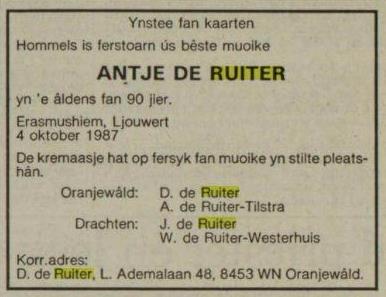 Ynstee fan kaarten
Hommels is ferstoarn ús bêste muoike
ANTJE DE RUITER
yn 'e âldens fan 90 jier.
Erasmushiem, Ljouwert
4 oktober 1987
De kremaasje hat op fersyk fan muoike yn stilte pleats-
hân.
Oranjewâld: D. de Ruiter
A. de Ruiter-Tilstra
Drachten: J. de Ruiter
W. de Ruiter-Westerhuis
Korr.adres:
D. de Ruiter, L. Ademalaan 48, 8453 WN Oranjewâld.